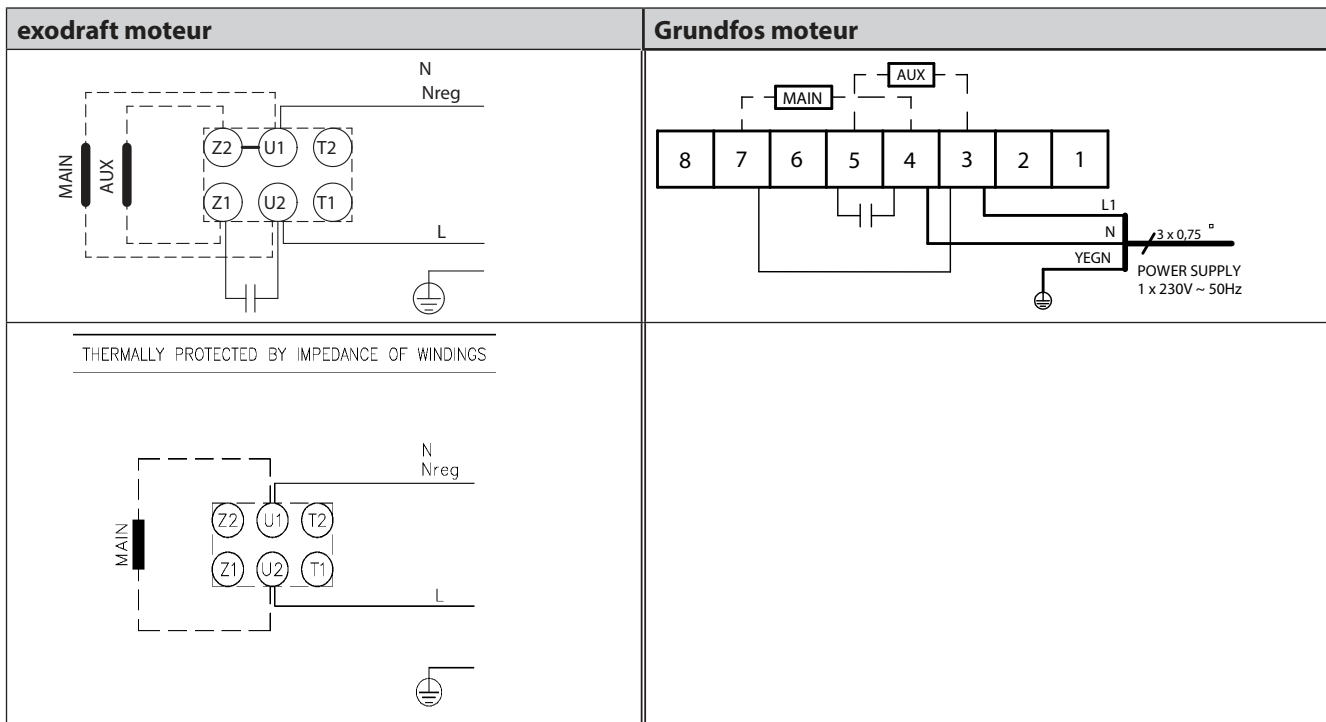 exodraft moteur
Grundfos moteur
N
Nreg
Z2 U1 T2
MAIN
AUX
Z1 U2 T1
L
AUX
MAIN
8 7 6 5 4 3 2 1
L1
N
3 x 0,75
YEGN
POWER SUPPLY
1 x 230V ~ 50Hz
THERMALLY PROTECTED BY IMPEDANCE OF WINDINGS
N
Nreg
Z2 U1 T2
MAIN
Z1 U2 T1
L